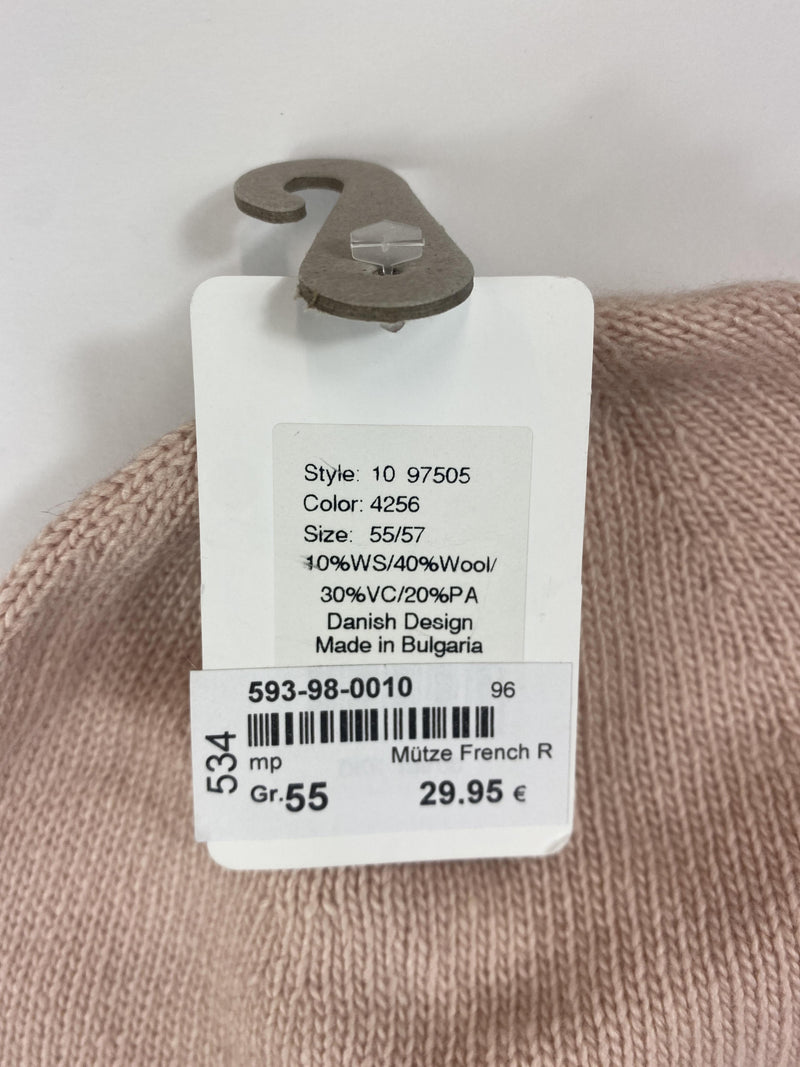 Style: 10 97505
Color: 4256
Size: 55/57
10%WS/40%Wool/
30%VC/20%PA
Danish Design
Made in Bulgaria
593-98-0010 96
534
mp Mütze French R
Gr.55 29.95 €